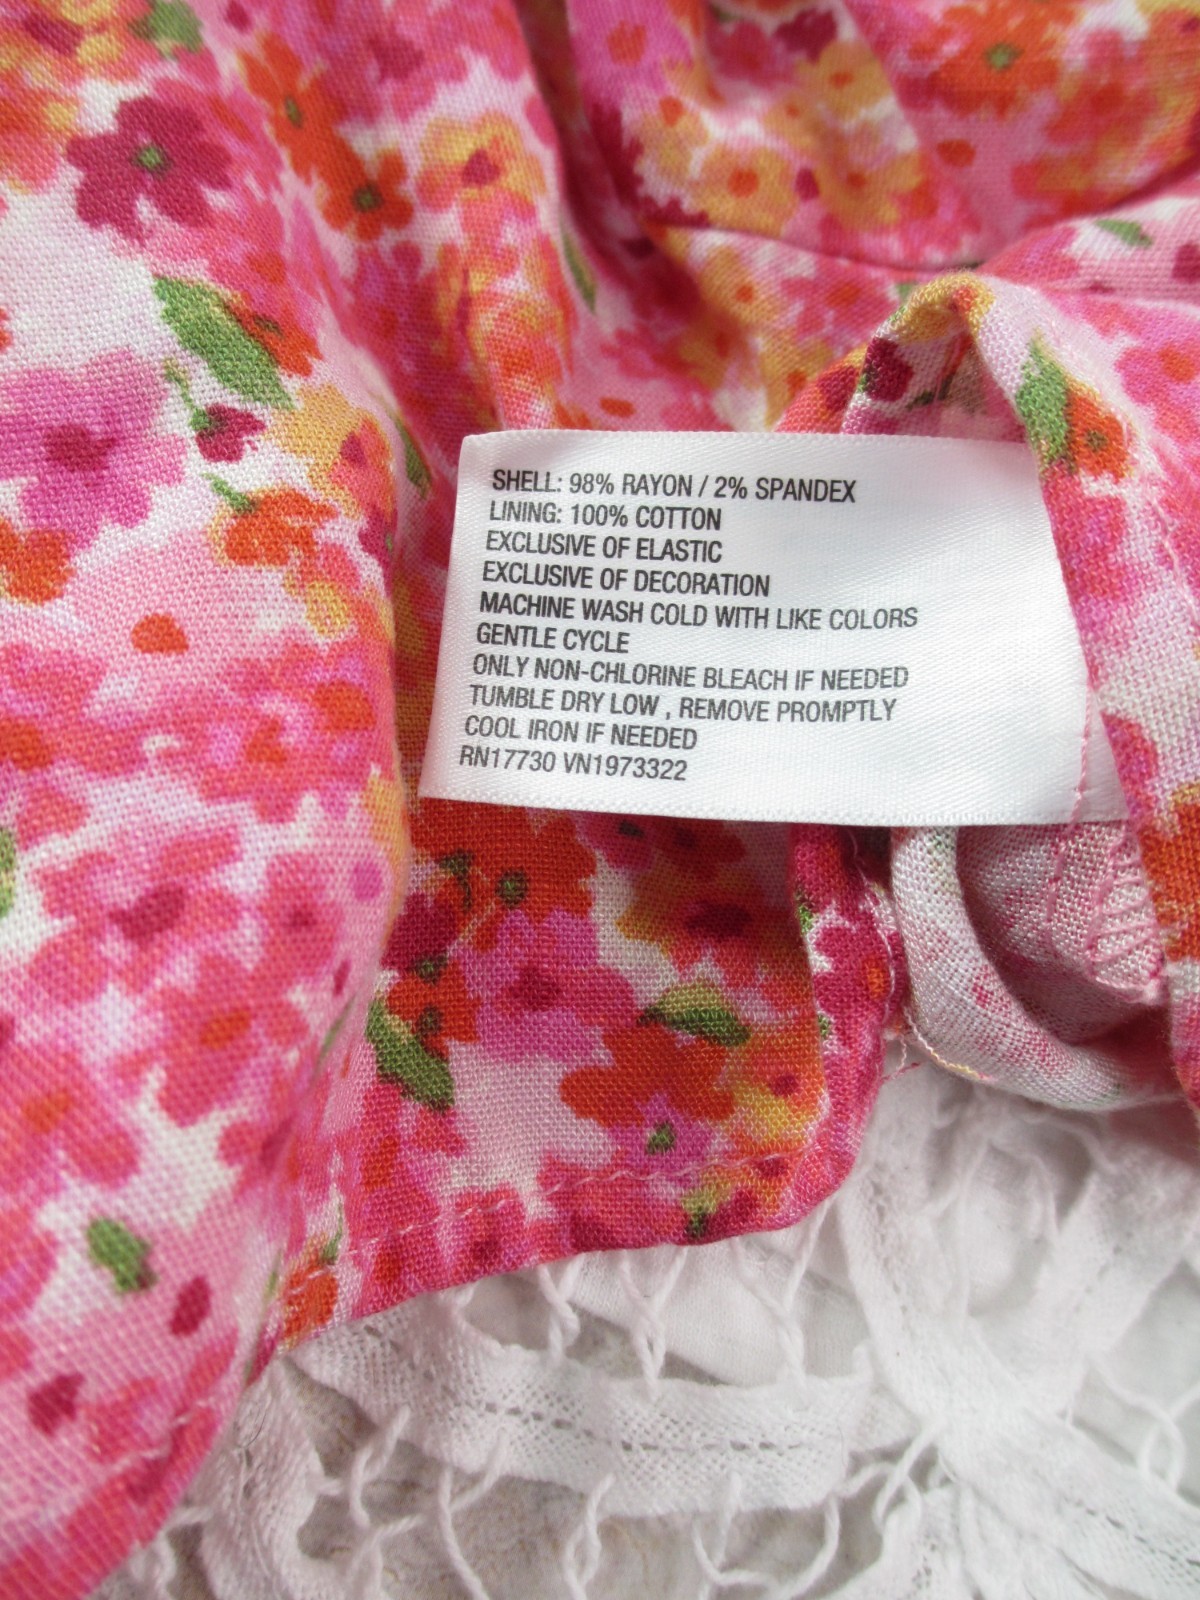 SHELL: 98% RAYON / 2% SPANDEX
LINING: 100% COTTON
EXCLUSIVE OF ELASTIC
EXCLUSIVE OF DECORATION
MACHINE WASH COLD WITH LIKE COLORS
GENTLE CYCLE
ONLY NON-CHLORINE BLEACH IF NEEDED
TUMBLE DRY LOW , REMOVE PROMPTLY
COOL IRON IF NEEDED
RN17730 VN1973322